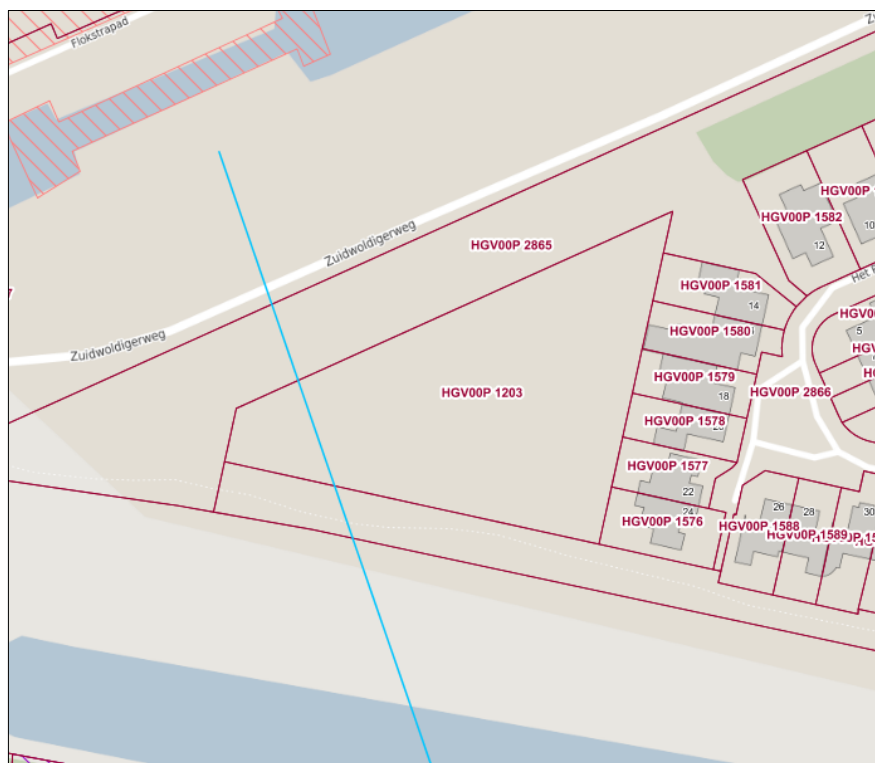 Flokstrapad
Zuidwoldigerweg
HGV00P 2865
Zuidwoldigerweg
HGV00P 1203
HGV00P 1582
12
10
HGV00P 1581
14
HGV00P 1580
HGV00P 1579
18
HGV00P 1578
HGV00P 1577
22
HGV00P 1576
24
HGV00P 2866
5
26
28
30
HGV00P 1588
HGV00P 1589